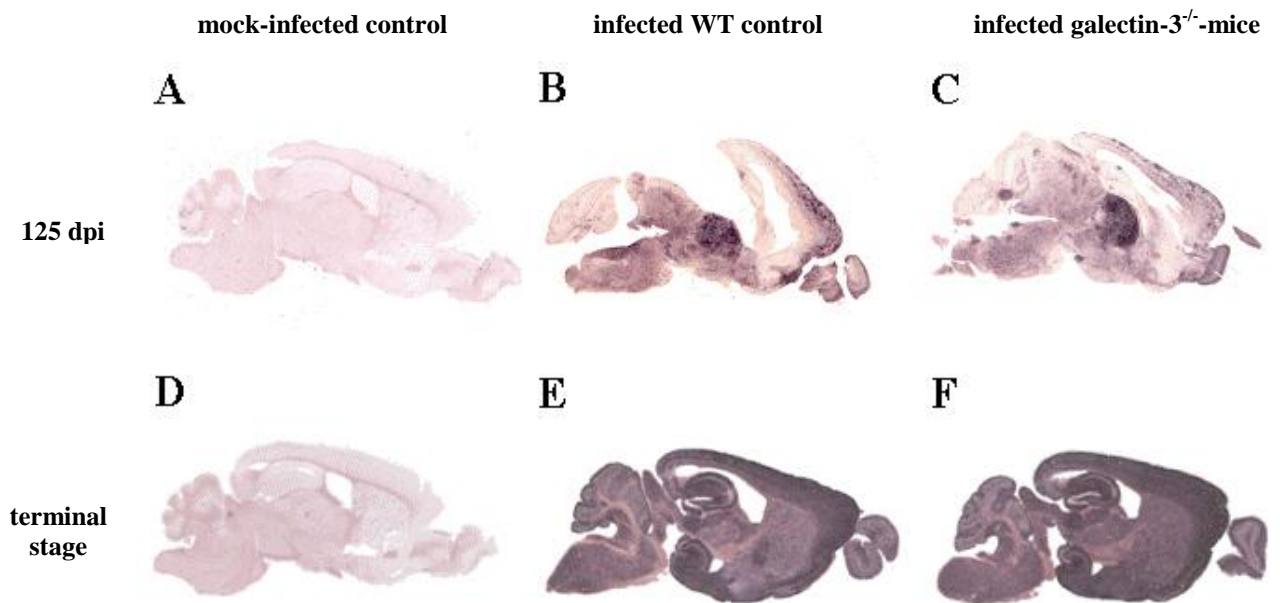 mock-infected control
infected WT control
infected galectin-3-/--mice
A
B
C
125 dpi
D
E
F
terminal
stage